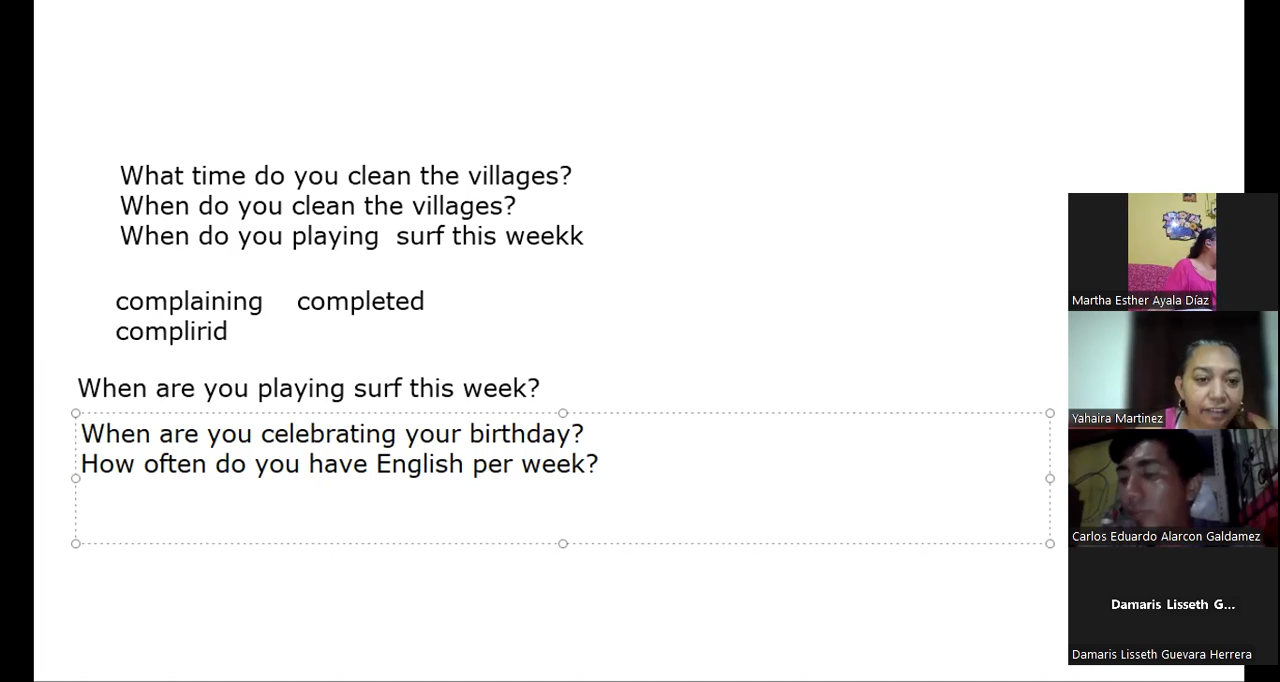 What time do you clean the villages?
When do you clean the villages?
When do you playing surf this weekk
complaining completed
complirid
When are you playing surf this week?
When are you celebrating your birthday?
How often do you have English per week?
Martha Esther Ayala Díaz
Yahaira Martinez
Carlos Eduardo Alarcon Galdamez
Damaris Lisseth G...
Damaris Lisseth Guevara Herrera